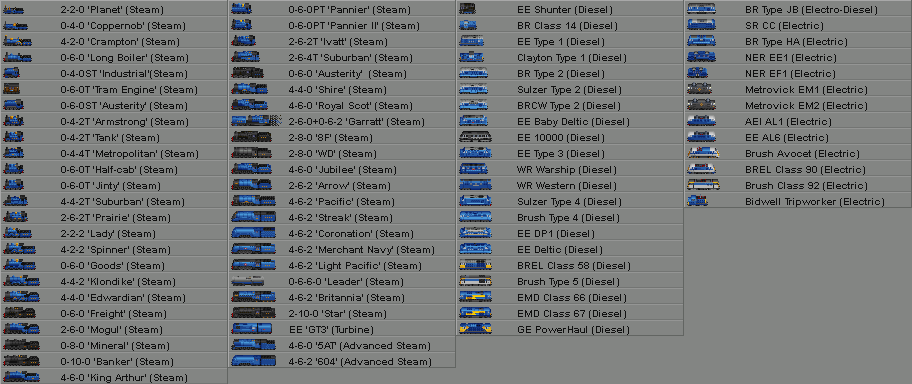 2-2-0 'Planet' (Steam)
0-4-0 'Coppernob' (Steam)
4-2-0 'Crampton' (Steam)
0-6-0 'Long Boiler' (Steam)
0-4-0ST 'Industrial'(Steam)
0-6-0T 'Tram Engine' (Steam)
0-6-0ST 'Austerity' (Steam)
0-4-2T 'Armstrong' (Steam)
0-4-2T 'Tank' (Steam)
0-4-4T 'Metropolitan' (Steam)
0-6-0T 'Half-cab' (Steam)
0-6-0T 'Jinty' (Steam)
4-4-2T 'Suburban' (Steam)
2-6-2T 'Prairie' (Steam)
2-2-2 'Lady' (Steam)
4-2-2 'Spinner' (Steam)
0-6-0 'Goods' (Steam)
4-4-2 'Klondike' (Steam)
4-4-0 'Edwardian' (Steam)
0-6-0 'Freight' (Steam)
2-6-0 'Mogul' (Steam)
0-8-0 'Mineral' (Steam)
0-10-0 'Banker' (Steam)
4-6-0 'King Arthur' (Steam)
0-6-0PT 'Pannier' (Steam)
0-6-0PT 'Pannier II' (Steam)
2-6-2T 'Ivatt' (Steam)
2-6-4T 'Suburban' (Steam)
0-6-0 'Austerity' (Steam)
4-4-0 'Shire' (Steam)
4-6-0 'Royal Scot' (Steam)
2-6-0+0-6-2 'Garratt' (Steam)
2-8-0 '8F' (Steam)
2-8-0 'WD' (Steam)
4-6-0 'Jubilee' (Steam)
2-6-2 'Arrow' (Steam)
4-6-2 'Pacific' (Steam)
4-6-2 'Streak' (Steam)
4-6-2 'Coronation' (Steam)
4-6-2 'Merchant Navy' (Steam)
4-6-2 'Light Pacific' (Steam)
0-6-6-0 'Leader' (Steam)
4-6-2 'Britannia' (Steam)
2-10-0 'Star' (Steam)
EE 'GT3' (Turbine)
4-6-0 '5AT' (Advanced Steam)
4-6-2 '604' (Advanced Steam)
EE Shunter (Diesel)
BR Class 14 (Diesel)
EE Type 1 (Diesel)
Clayton Type 1 (Diesel)
BR Type 2 (Diesel)
Sulzer Type 2 (Diesel)
BRCW Type 2 (Diesel)
EE Baby Deltic (Diesel)
EE 10000 (Diesel)
EE Type 3 (Diesel)
WR Warship (Diesel)
WR Western (Diesel)
Sulzer Type 4 (Diesel)
Brush Type 4 (Diesel)
EE DP1 (Diesel)
EE Deltic (Diesel)
BREL Class 58 (Diesel)
Brush Type 5 (Diesel)
EMD Class 66 (Diesel)
EMD Class 67 (Diesel)
GE PowerHaul (Diesel)
BR Type JB (Electro-Diesel)
SR CC (Electric)
BR Type HA (Electric)
NER EE1 (Electric)
NER EF1 (Electric)
Metrovick EM1 (Electric)
Metrovick EM2 (Electric)
AEI AL1 (Electric)
EE AL6 (Electric)
Brush Avocet (Electric)
BREL Class 90 (Electric)
Brush Class 92 (Electric)
Bidwell Tripworker (Electric)